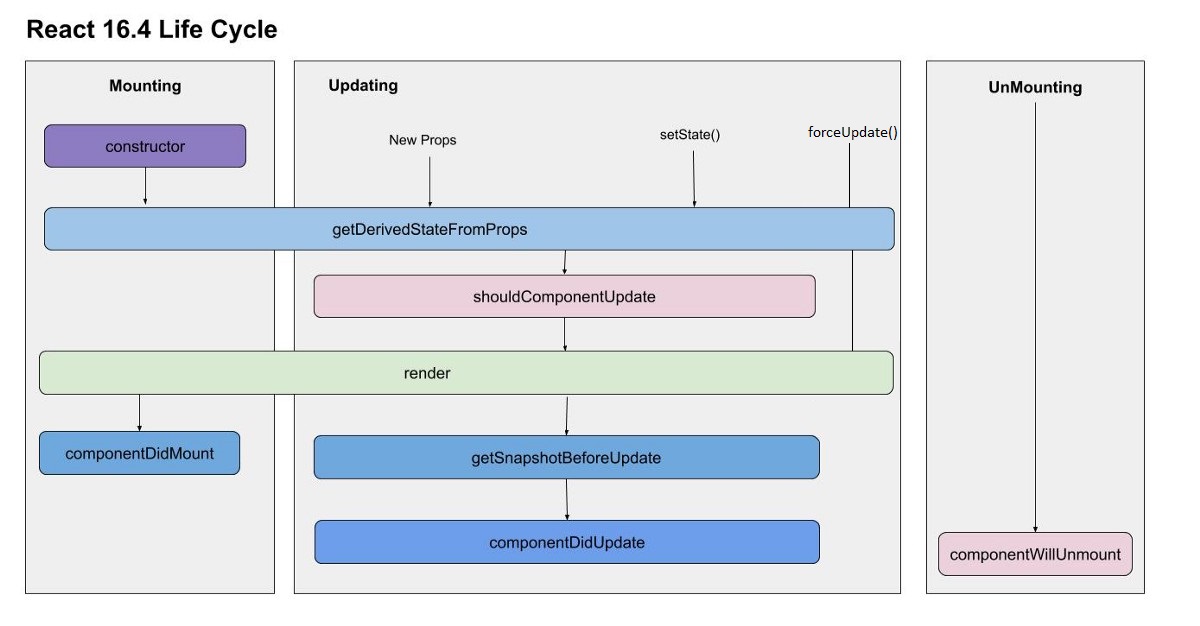 React 16.4 Life Cycle
Mounting
constructor
Updating
New Props
setState()
forceUpdate()
getDerivedStateFromProps
shouldComponentUpdate
render
componentDidMount
getSnapshotBeforeUpdate
componentDidUpdate
UnMounting
componentWillUnmount